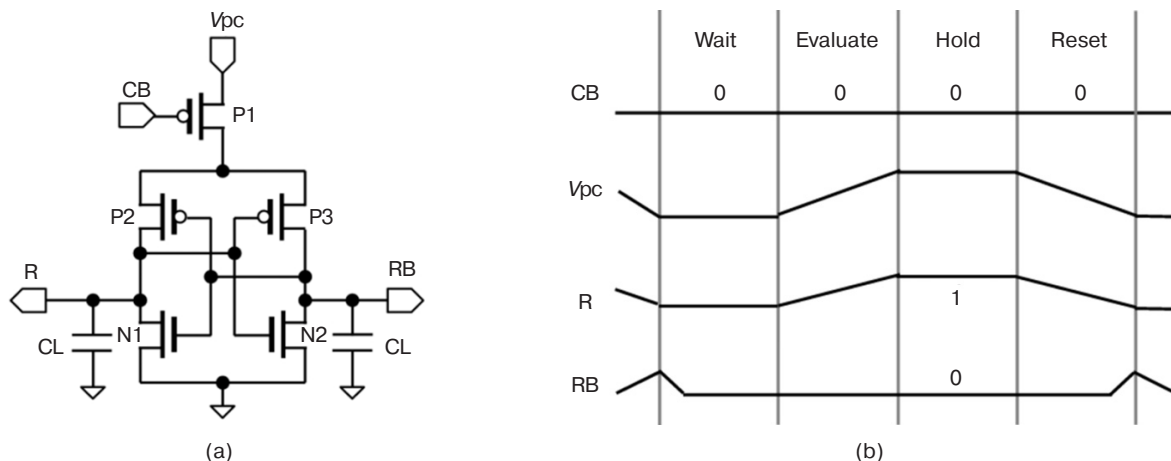 Vpc
CB
P1
P2
P3
R
RB
N1
N2
CL
CL
(a)
Wait Evaluate Hold Reset
CB 0 0 0 0
Vpc
R 1
RB 0
(b)